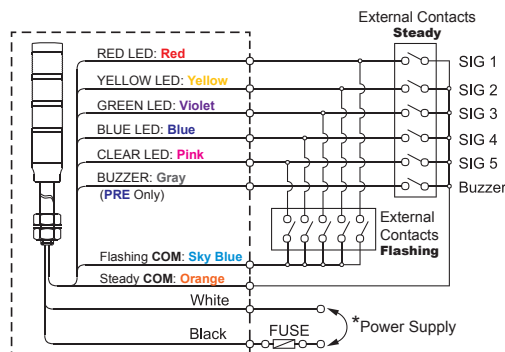 External Contacts
Steady
RED LED: Red
SIG 1
YELLOW LED: Yellow
SIG 2
GREEN LED: Violet
SIG 3
BLUE LED: Blue
SIG 4
CLEAR LED: Pink
SIG 5
BUZZER: Gray
Buzzer
(PRE Only)
External
Contacts
Flashing
Flashing COM: Sky Blue
Steady COM: Orange
White
*Power Supply
Black
FUSE